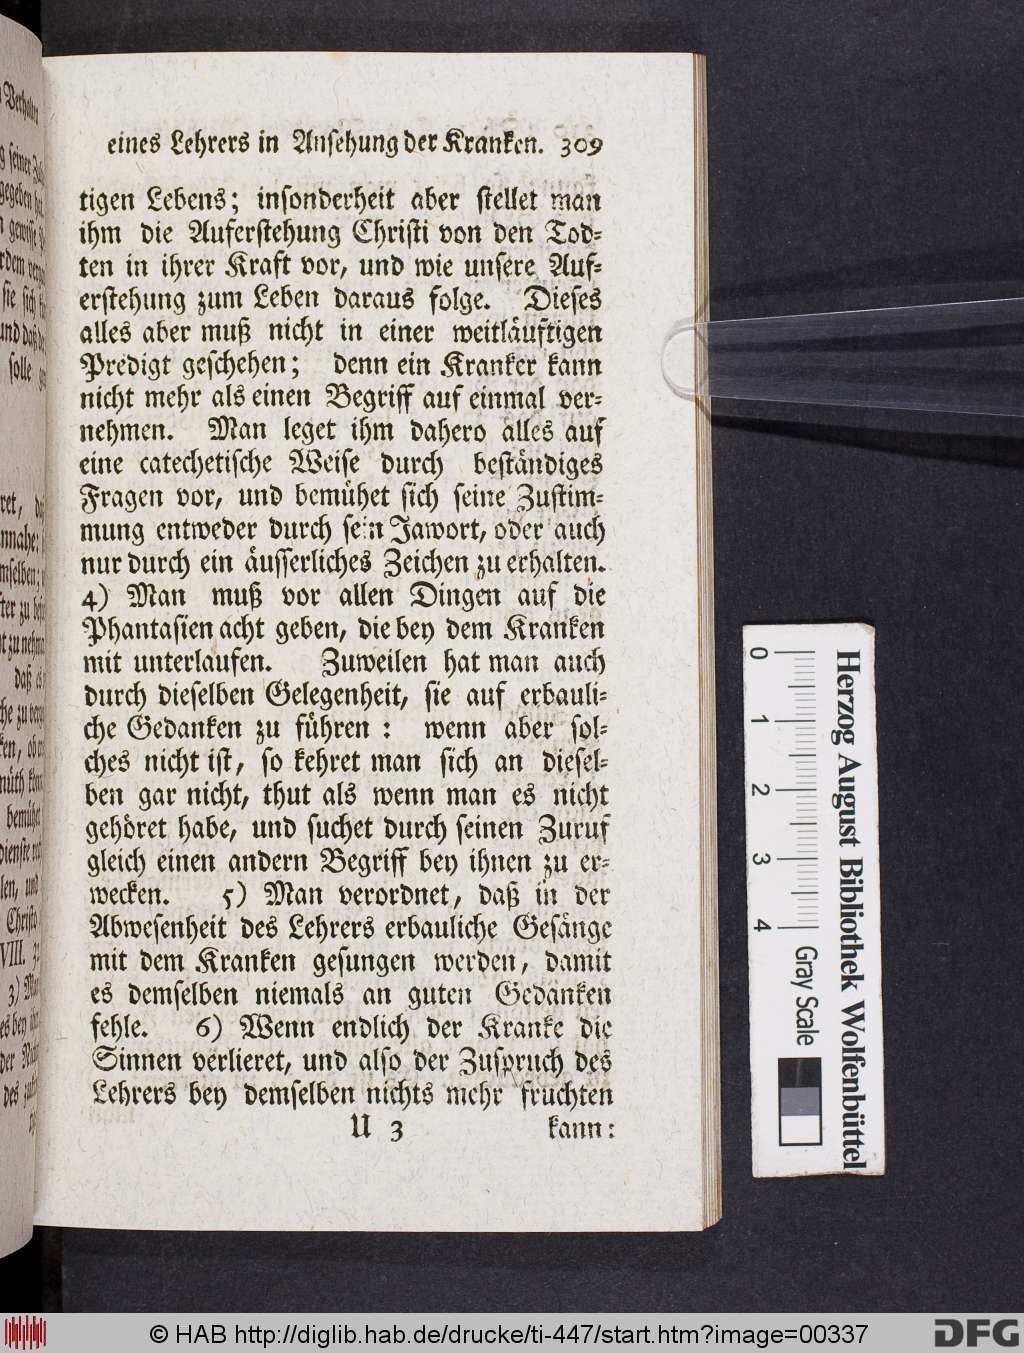 eines Lehrers in Ansehung der Kranken. 309
tigen Lebens; insonderheit aber stellet man
ihm die Auferstehung Christi von den Tod-
ten in ihrer Kraft vor, und wie unsere Auf-
erstehung zum Leben daraus folge. Dieses
alles aber muß nicht in einer weitläuftigen
Predigt geschehen; denn ein Kranker kann
nicht mehr als einen Begriff auf einmal ver-
nehmen. Man leget ihm dahero alles auf
eine catechetische Weise durch beständiges
Fragen vor, und bemühet sich seine Zustim-
mung entweder durch sein Jawort, oder auch
nur durch ein äusserliches Zeichen zu erhalten.
4) Man muß vor allen Dingen auf die
Phantasien acht geben, die bey dem Kranken
mit unterlaufen. Zuweilen hat man auch
durch dieselben Gelegenheit, sie auf erbauli-
che Gedanken zu führen: wenn aber sol-
ches nicht ist, so kehret man sich an diesel-
ben gar nicht, thut als wenn man es nicht
gehöret habe, und suchet durch seinen Zuruf
gleich einen andern Begriff bey ihnen zu er-
wecken. 5) Man verordnet, daß in der
Abwesenheit des Lehrers erbauliche Gesänge
mit dem Kranken gesungen werden, damit
es demselben niemals an guten Gedanken
fehle. 6) Wenn endlich der Kranke die
Sinnen verlieret, und also der Zuspruch des
Lehrers bey demselben nichts mehr fruchten
U 3 kann:
0 1 2 3 4 Gray Scale
Herzog August Bibliothek Wolfenbüttel
© HAB http://diglib.hab.de/drucke/ti-447/start.htm?image=00337
DFG